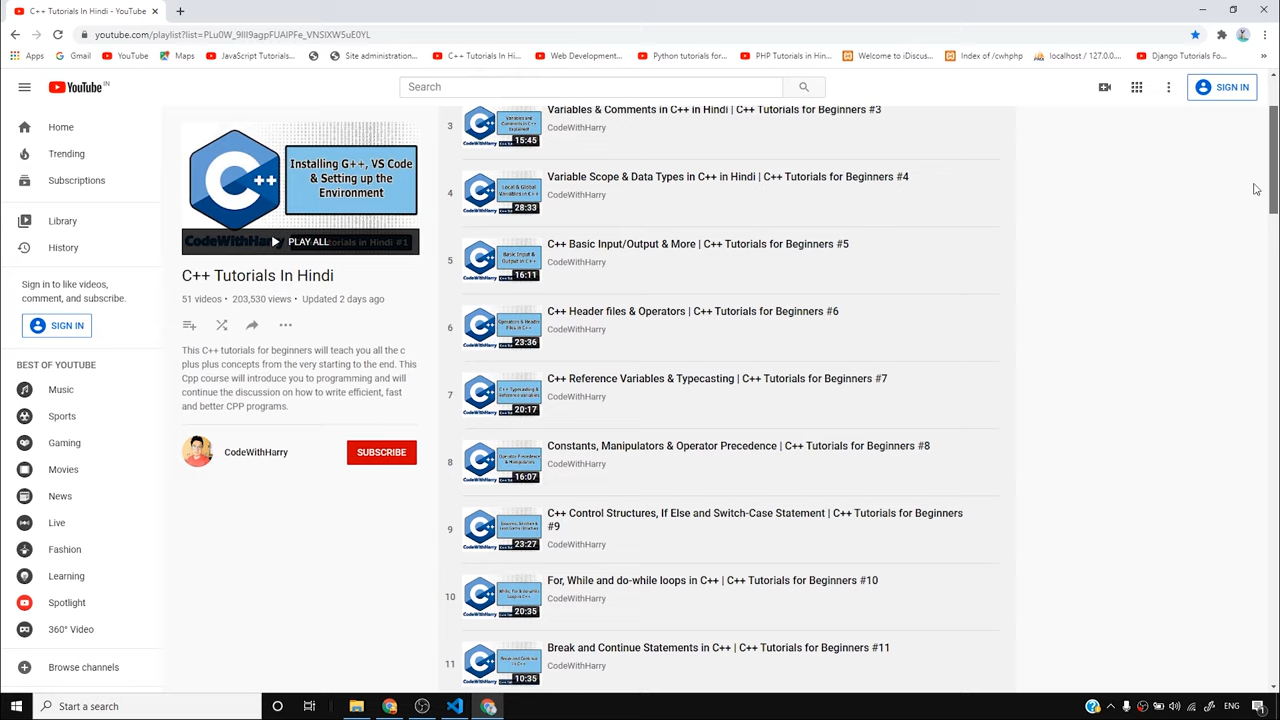 C++ Tutorials In Hindi - YouTube
youtube.com/playlist?list=PLu0W_9lII9agpFUAlPFe_VNSIXW5uE0YL
Apps Gmail YouTube Maps JavaScript Tutorials... Site administration... C++ Tutorials In Hin... Web Development... Python tutorials for... PHP Tutorials in Hin... Welcome to iDiscus... Index of /cwhphp localhost / 127.0.0... Django Tutorials Fo...
YouTube IN
Search
SIGN IN
Home
Trending
Subscriptions
Library
History
Sign in to like videos,
comment, and subscribe.
SIGN IN
BEST OF YOUTUBE
Music
Sports
Gaming
Movies
News
Live
Fashion
Learning
Spotlight
360° Video
Browse channels
C++
Installing G++, VS Code
& Setting up the
Environment
CodeWithHarry
PLAY ALL
Tutorials in Hindi #1
C++ Tutorials In Hindi
51 videos • 203,530 views • Updated 2 days ago
This C++ tutorials for beginners will teach you all the c
plus plus concepts from the very starting to the end. This
Cpp course will introduce you to programming and will
continue the discussion on how to write efficient, fast
and better CPP programs.
CodeWithHarry
SUBSCRIBE
3
15:45
Variables & Comments in C++ in Hindi | C++ Tutorials for Beginners #3
CodeWithHarry
4
28:33
Variable Scope & Data Types in C++ in Hindi | C++ Tutorials for Beginners #4
CodeWithHarry
5
16:11
C++ Basic Input/Output & More | C++ Tutorials for Beginners #5
CodeWithHarry
6
23:36
C++ Header files & Operators | C++ Tutorials for Beginners #6
CodeWithHarry
7
20:17
C++ Reference Variables & Typecasting | C++ Tutorials for Beginners #7
CodeWithHarry
8
16:07
Constants, Manipulators & Operator Precedence | C++ Tutorials for Beginners #8
CodeWithHarry
9
23:27
C++ Control Structures, If Else and Switch-Case Statement | C++ Tutorials for Beginners
#9
CodeWithHarry
10
20:35
For, While and do-while loops in C++ | C++ Tutorials for Beginners #10
CodeWithHarry
11
10:35
Break and Continue Statements in C++ | C++ Tutorials for Beginners #11
CodeWithHarry
Start a search
ENG